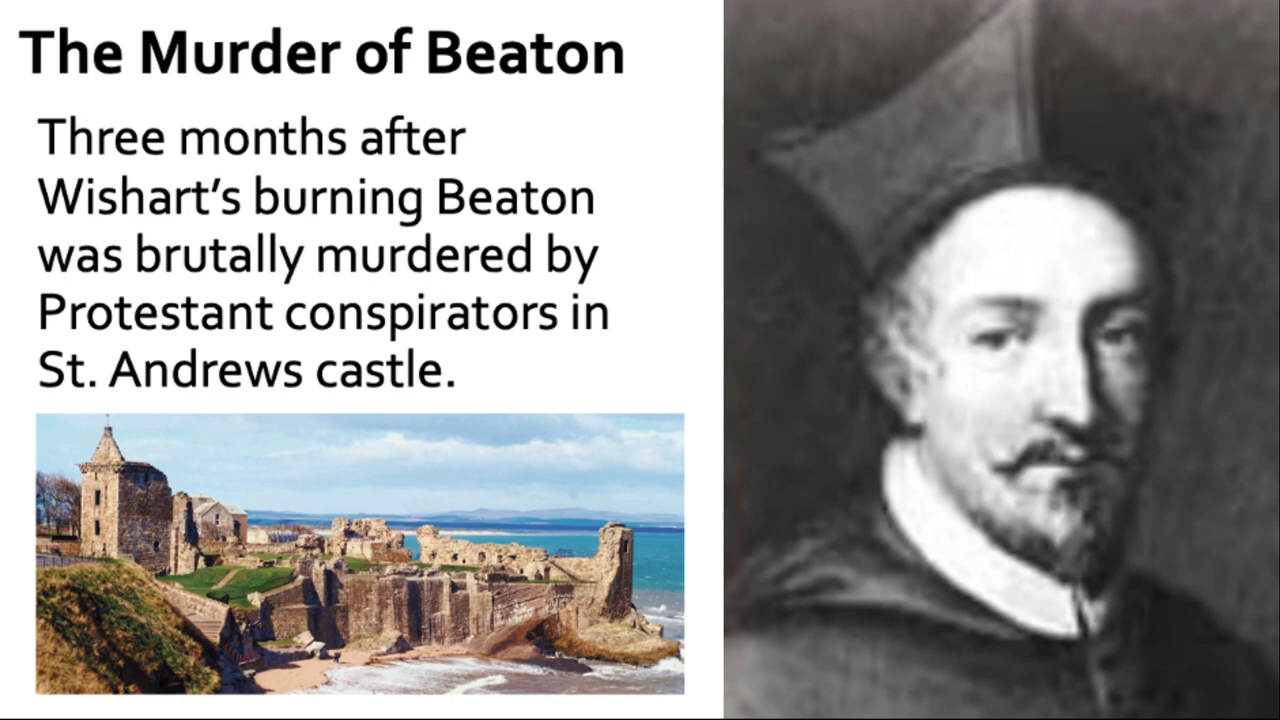 The Murder of Beaton
Three months after
Wishart’s burning Beaton
was brutally murdered by
Protestant conspirators in
St. Andrews castle.